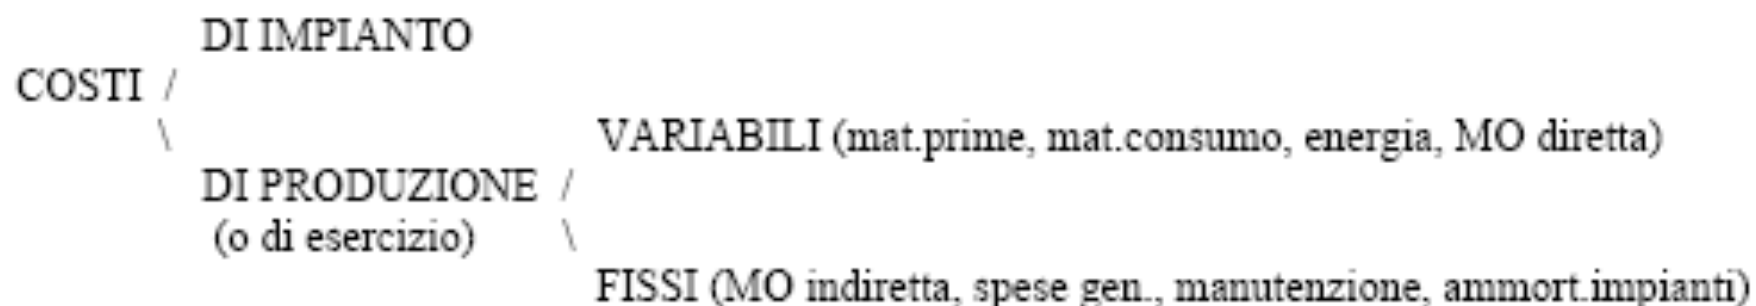 DI IMPIANTO
COSTI /
\ VARIABILI (mat.prime, mat.consumo, energia, MO diretta)
DI PRODUZIONE /
(o di esercizio) \
FISSI (MO indiretta, spese gen., manutenzione, ammort.impianti)